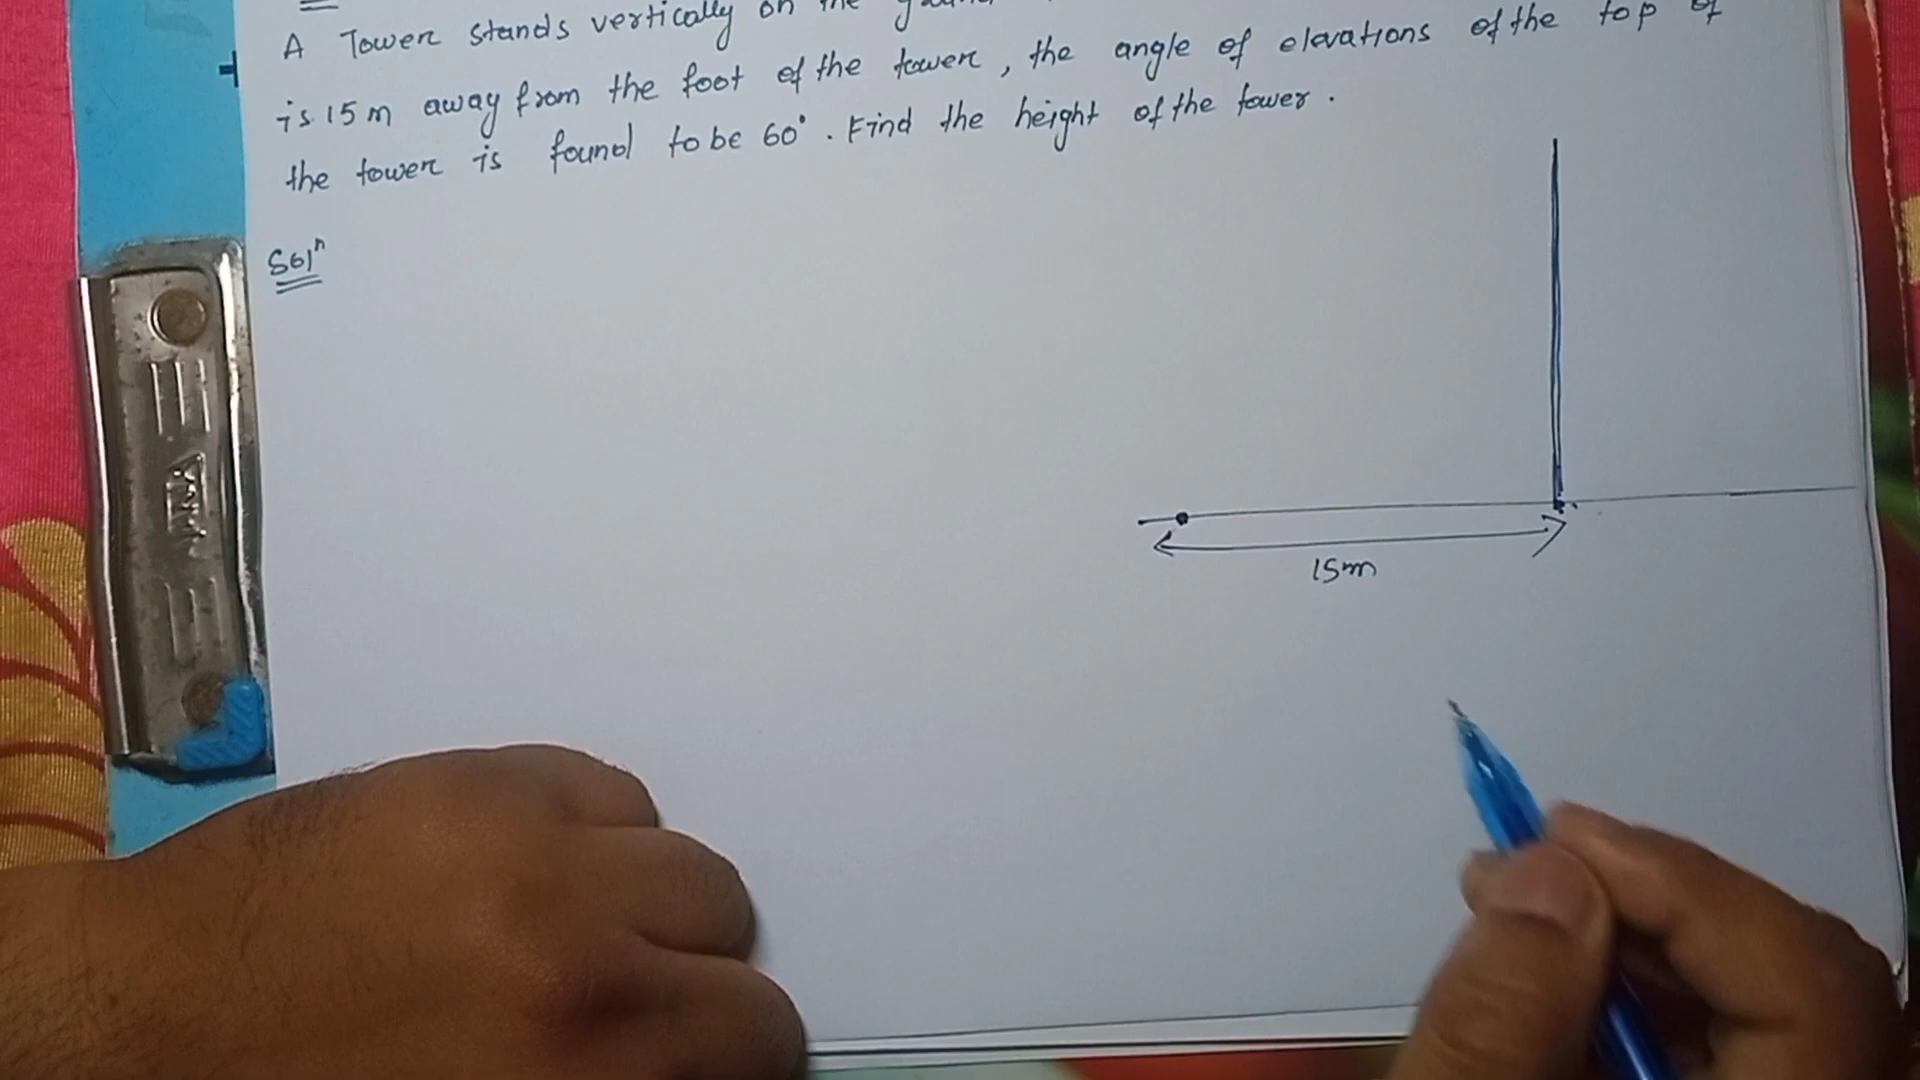 A Tower stands vertically on the
is 15 m away from the foot of the tower, the angle of elevations of the top of
the tower is found to be 60°. Find the height of the tower.
Solⁿ
15m